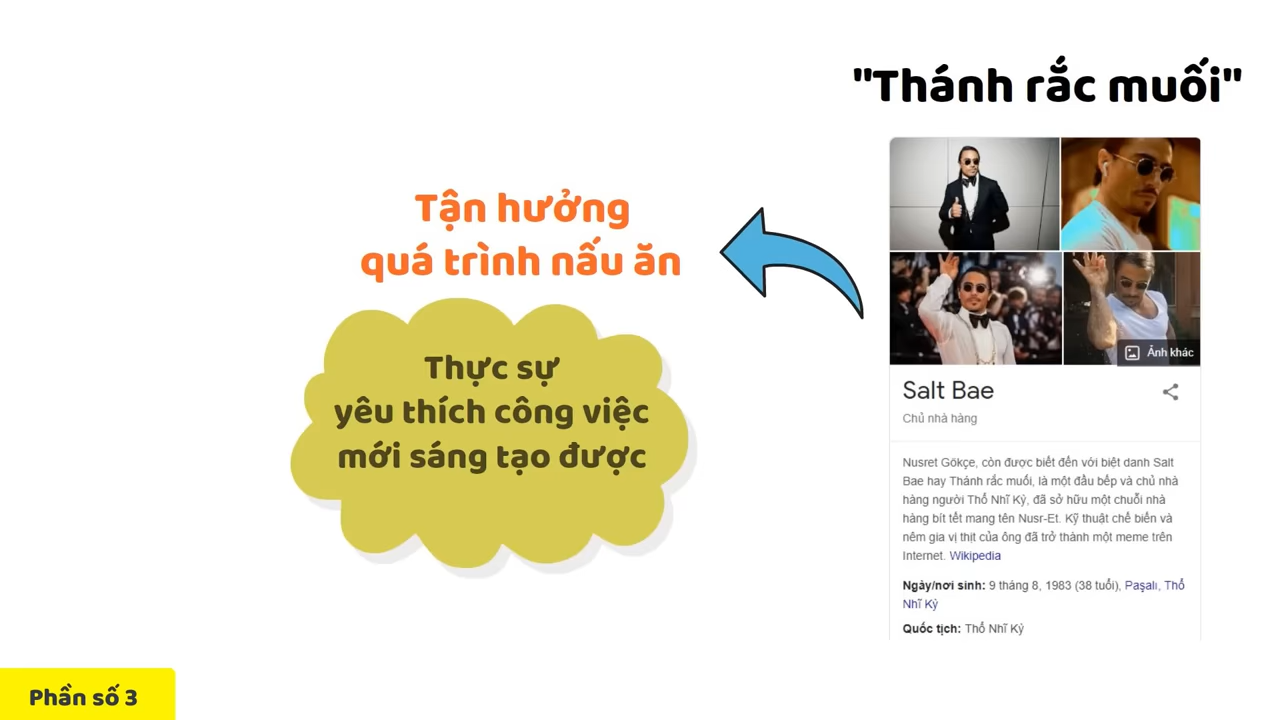 "Thánh rắc muối"
Tận hưởng
quá trình nấu ăn
Thực sự
yêu thích công việc
mới sáng tạo được
Ảnh khác
Salt Bae
Chủ nhà hàng
Nusret Gökçe, còn được biết đến với biệt danh Salt
Bae hay Thánh rắc muối, là một đầu bếp và chủ nhà
hàng người Thổ Nhĩ Kỳ, đã sở hữu một chuỗi nhà
hàng bít tết mang tên Nusr-Et. Kỹ thuật chế biến và
nêm gia vị thịt của ông đã trở thành một meme trên
Internet. Wikipedia
Ngày/nơi sinh: 9 tháng 8, 1983 (38 tuổi), Paşalı, Thổ
Nhĩ Kỳ
Quốc tịch: Thổ Nhĩ Kỳ
Phần số 3